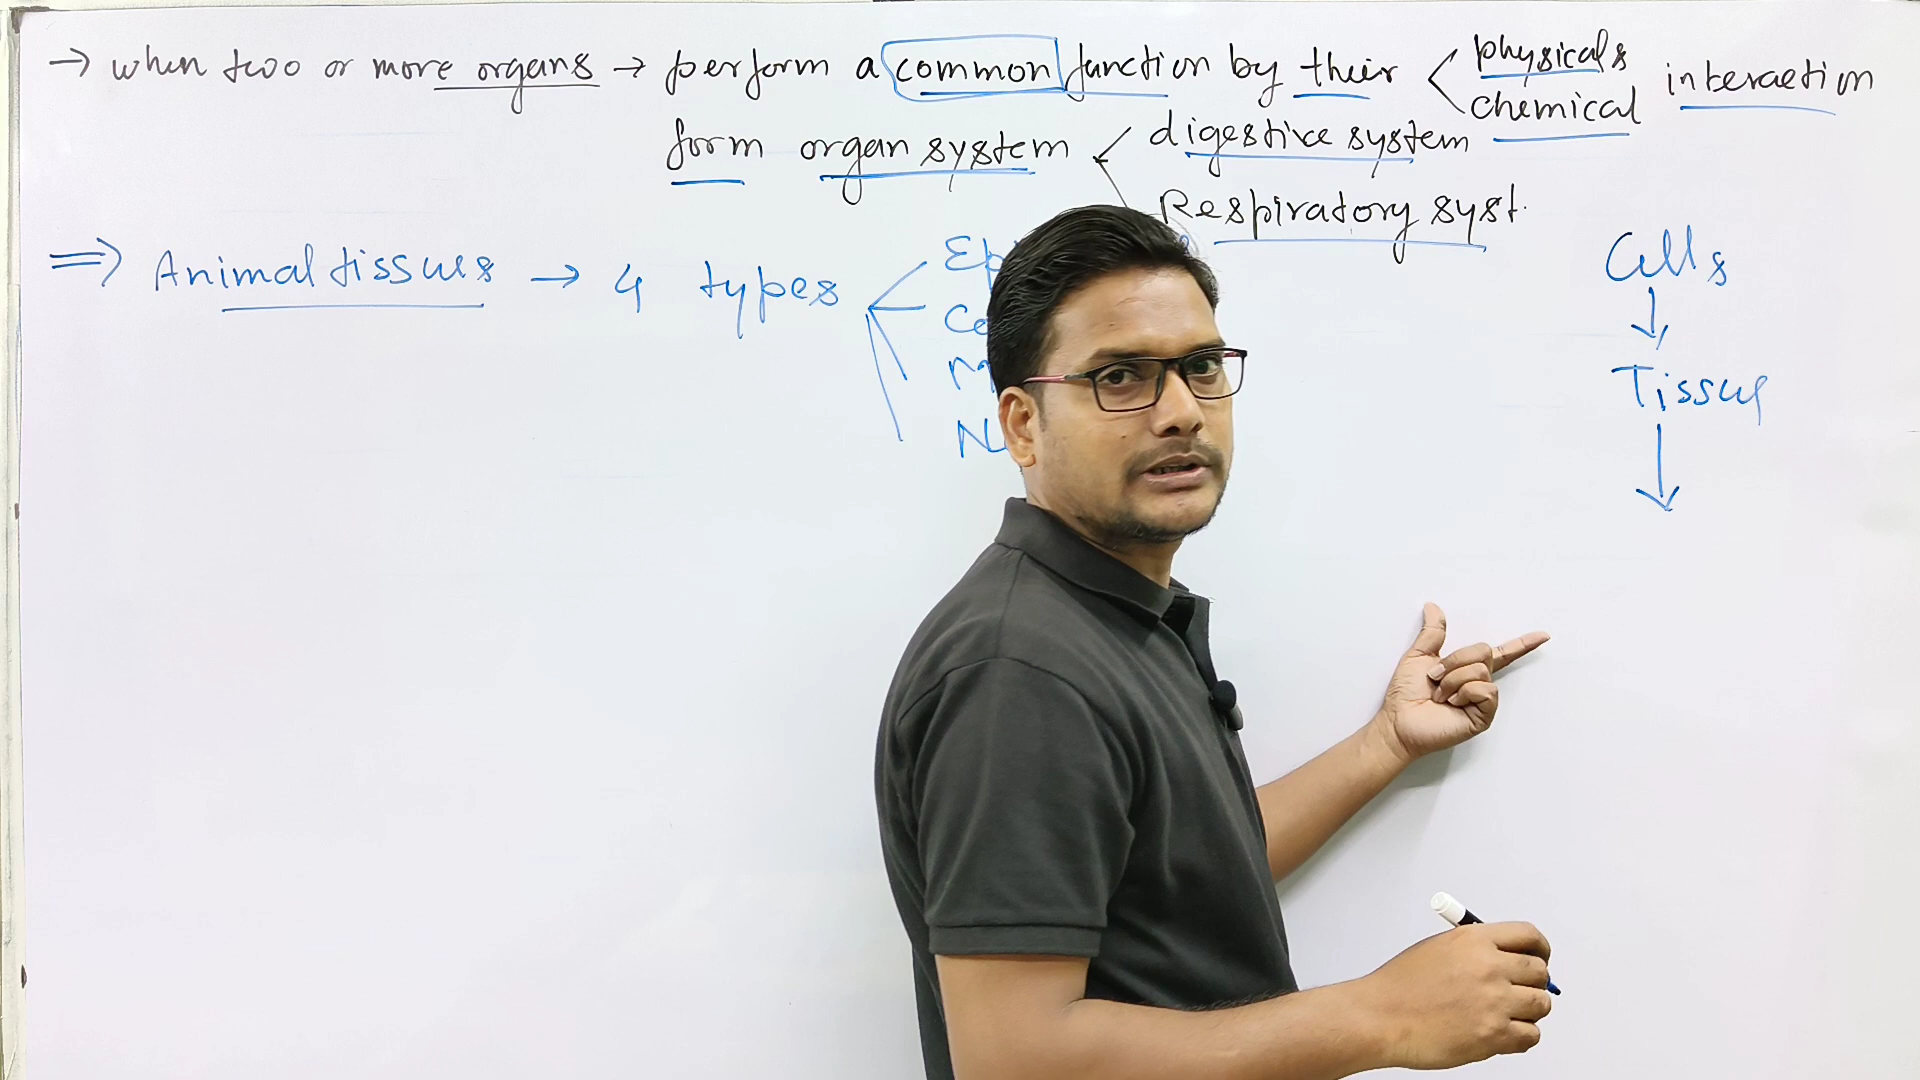 → when two or more organs → perform a common function by their < physicals chemical interaction
form organ system < digestive system
Respiratory syst.
⇒ Animal tissues → 4 types
Cells
↓
Tissue
↓